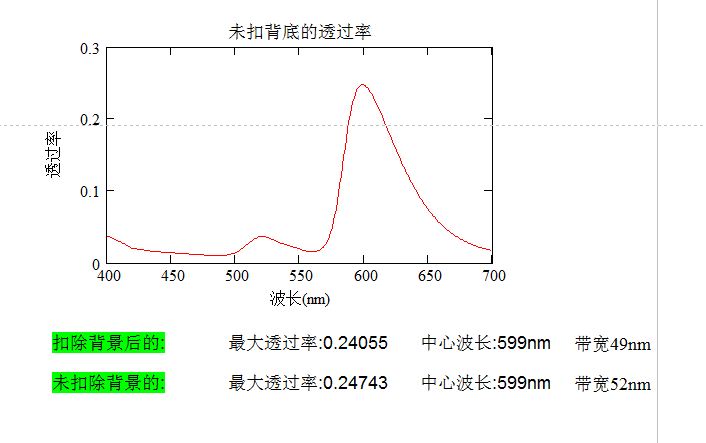 未扣背底的透过率
0.3
0.2
透过率
0.1
0
400 450 500 550 600 650 700
波长(nm)
扣除背景后的: 最大透过率:0.24055 中心波长:599nm 带宽49nm
未扣除背景的: 最大透过率:0.24743 中心波长:599nm 带宽52nm